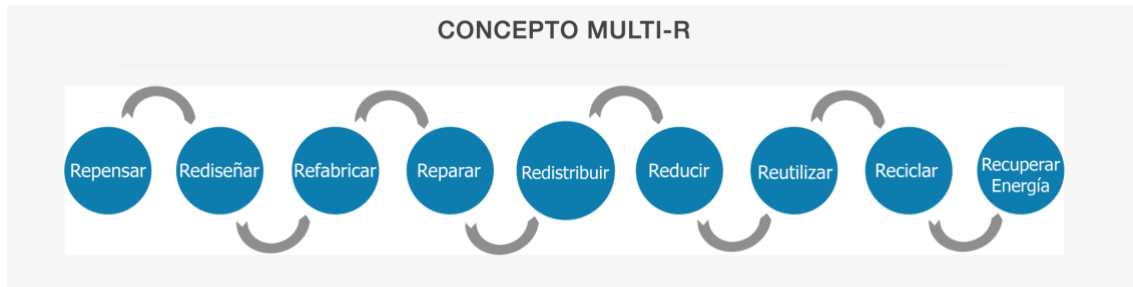 CONCEPTO MULTI-R
Repensar
Rediseñar
Refabricar
Reparar
Redistribuir
Reducir
Reutilizar
Reciclar
Recuperar
Energía